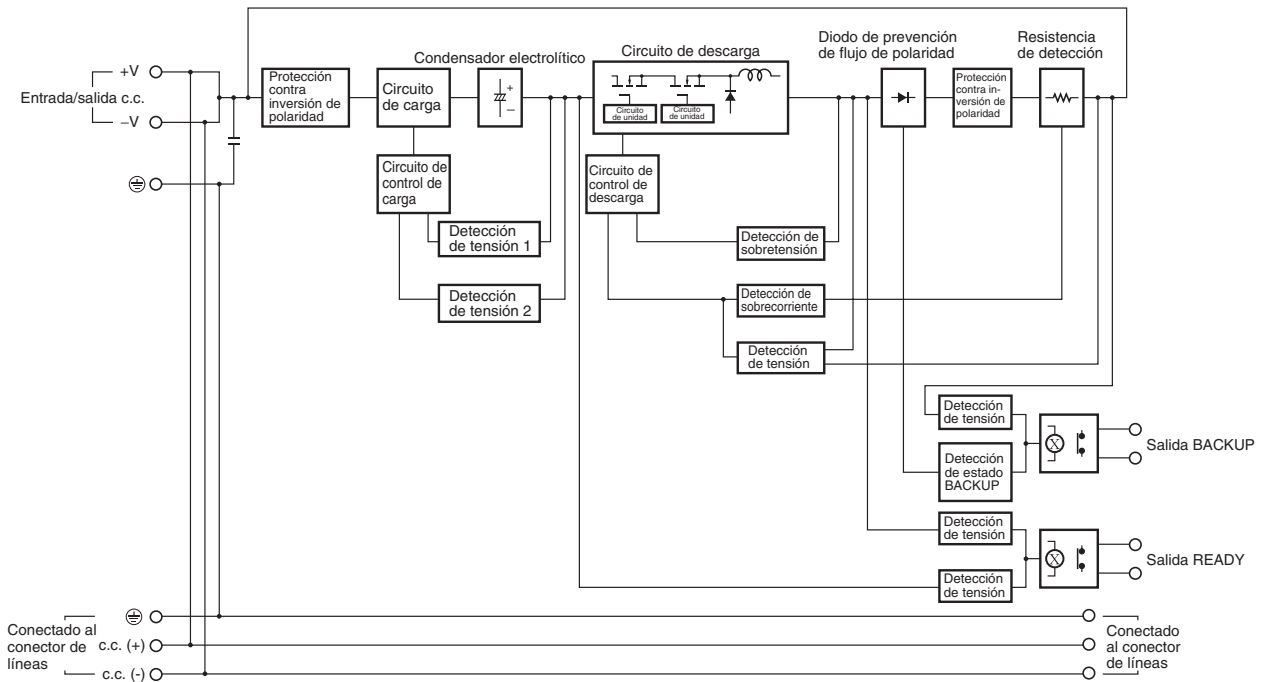 Diodo de prevención
de flujo de polaridad
Resistencia
de detección
Condensador electrolítico
Circuito de descarga
+V
Entrada/salida c.c.
–V
Protección
contra
inversión de
polaridad
Circuito
de carga
+
–
Circuito
de unidad
Circuito
de unidad
Protección
contra in-
versión de
polaridad
Circuito de
control de
carga
Circuito de
control de
descarga
Detección
de tensión 1
Detección de
sobretensión
Detección
de tensión 2
Detección de
sobrecorriente
Detección
de tensión
Detección
de tensión
X
Salida BACKUP
Detección
de estado
BACKUP
Detección
de tensión
X
Salida READY
Detección
de tensión
Conectado al
conector de
líneas
c.c. (+)
c.c. (-)
Conectado
al conector
de líneas